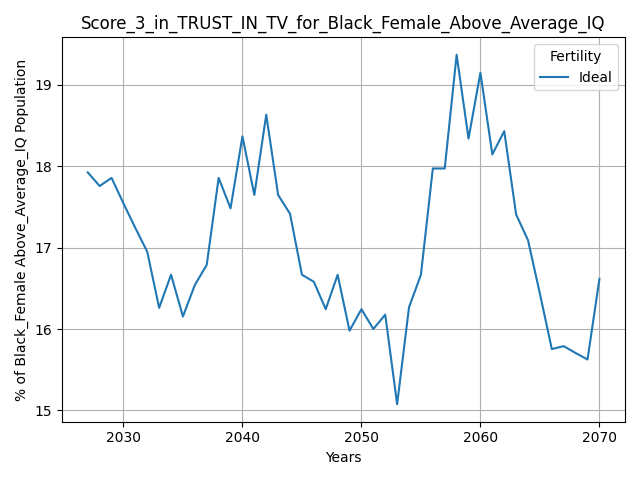 Score_3_in_TRUST_IN_TV_for_Black_Female_Above_Average_IQ
Fertility
Ideal
% of Black_Female Above_Average_IQ Population
19
18
17
16
15
2030
2040
2050
2060
2070
Years